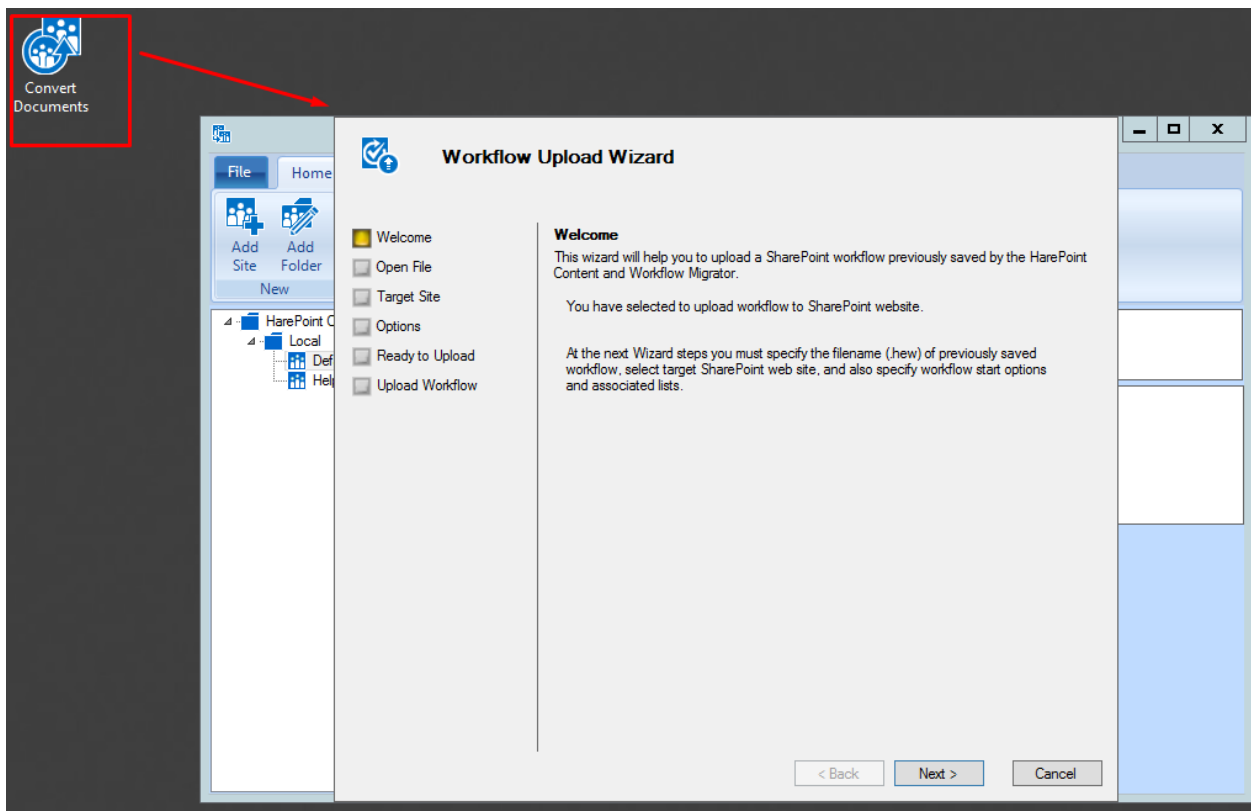 Convert
Documents
File
Home
Add
Site
Add
Folder
New
HarePoint C
Local
Def
Help
Workflow Upload Wizard
Welcome
Open File
Target Site
Options
Ready to Upload
Upload Workflow
Welcome
This wizard will help you to upload a SharePoint workflow previously saved by the HarePoint
Content and Workflow Migrator.
You have selected to upload workflow to SharePoint website.
At the next Wizard steps you must specify the filename (.hew) of previously saved
workflow, select target SharePoint web site, and also specify workflow start options
and associated lists.
< Back
Next >
Cancel